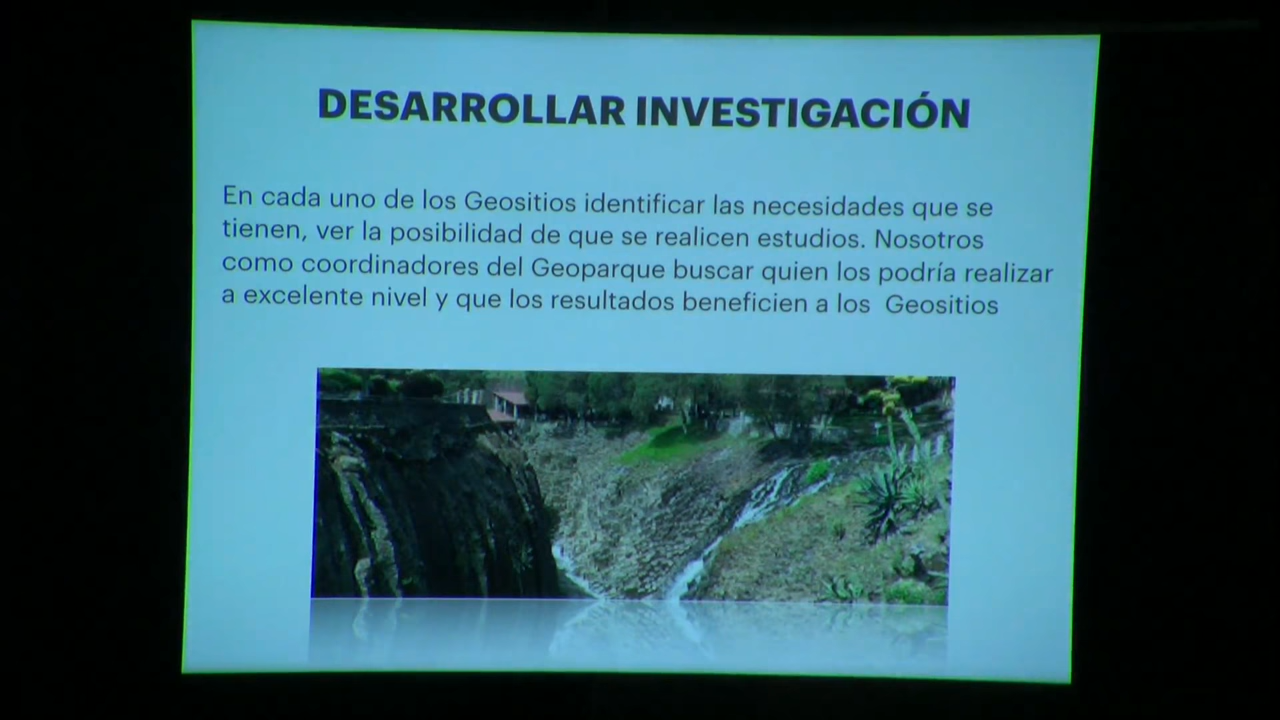 DESARROLLAR INVESTIGACIÓN
En cada uno de los Geositios identificar las necesidades que se
tienen, ver la posibilidad de que se realicen estudios. Nosotros
como coordinadores del Geoparque buscar quien los podría realizar
a excelente nivel y que los resultados beneficien a los  Geositios